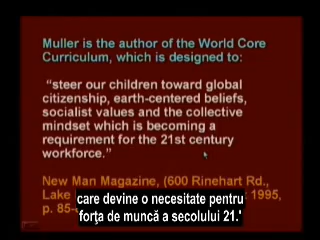 Muller is the author of the World Core
Curriculum, which is designed to:
“steer our children toward global
citizenship, earth-centered beliefs,
socialist values and the collective
mindset which is becoming a
requirement for the 21st century
workforce.”
New Man Magazine, (600 Rinehart Rd.,
Lake 1995,
p. 85-
care devine o necesitate pentru
forţa de muncă a secolului 21.'